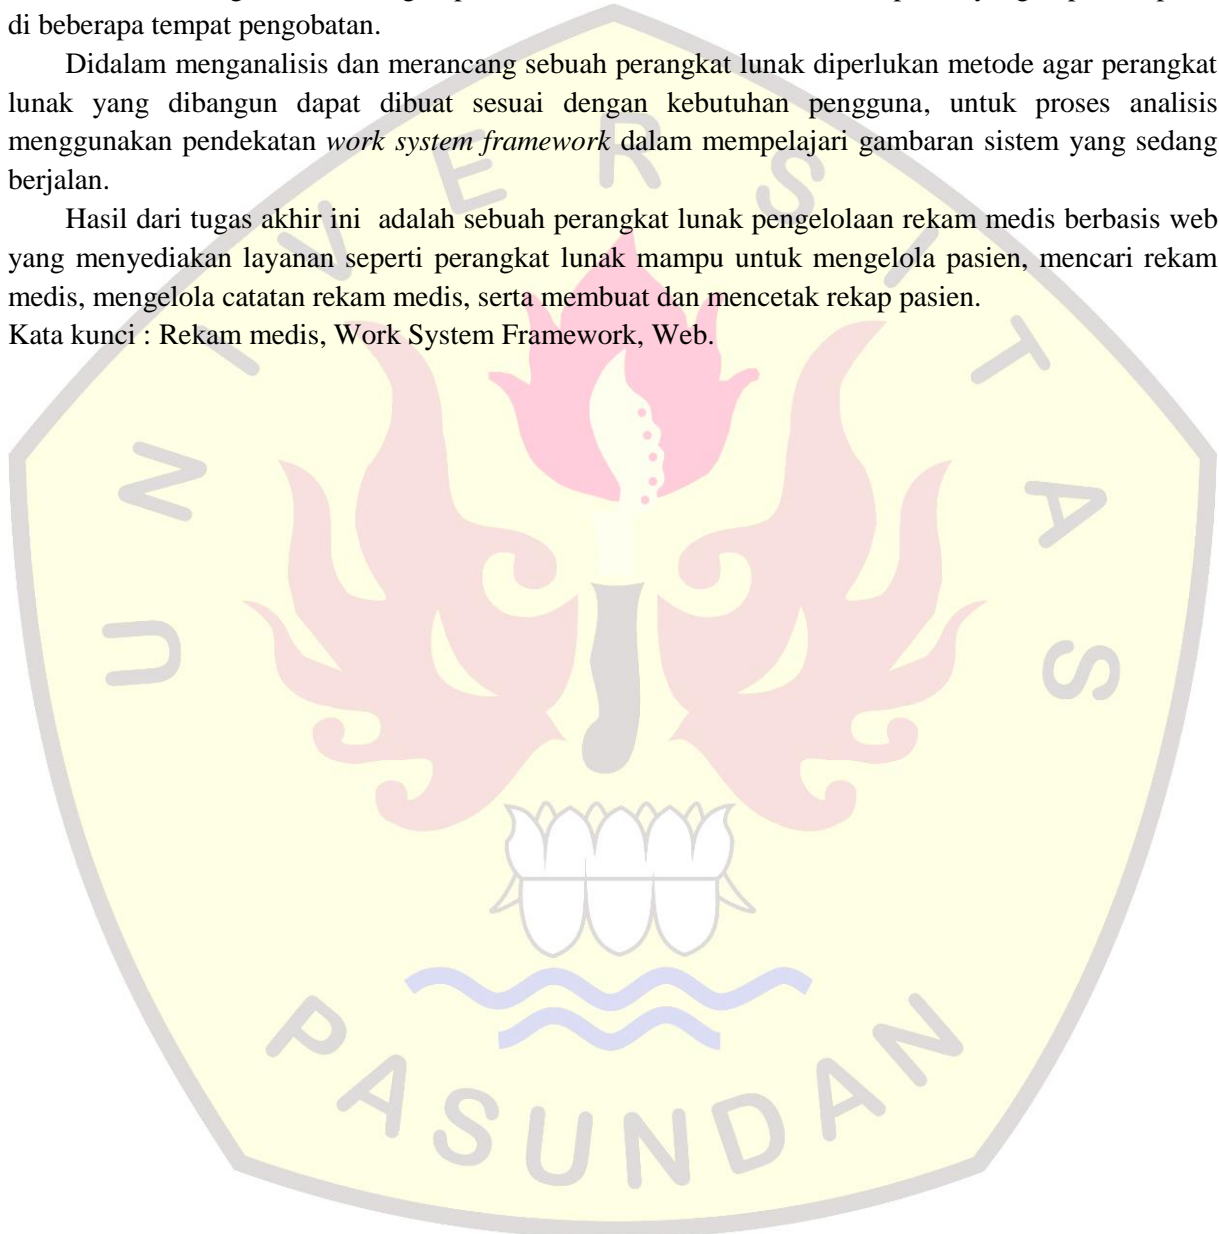 di beberapa tempat pengobatan.
Didalam menganalisis dan merancang sebuah perangkat lunak diperlukan metode agar perangkat
lunak yang dibangun dapat dibuat sesuai dengan kebutuhan pengguna, untuk proses analisis
menggunakan pendekatan work system framework dalam mempelajari gambaran sistem yang sedang
berjalan.
Hasil dari tugas akhir ini adalah sebuah perangkat lunak pengelolaan rekam medis berbasis web
yang menyediakan layanan seperti perangkat lunak mampu untuk mengelola pasien, mencari rekam
medis, mengelola catatan rekam medis, serta membuat dan mencetak rekap pasien.
Kata kunci : Rekam medis, Work System Framework, Web.
UNIVERSITAS
PASUNDAN